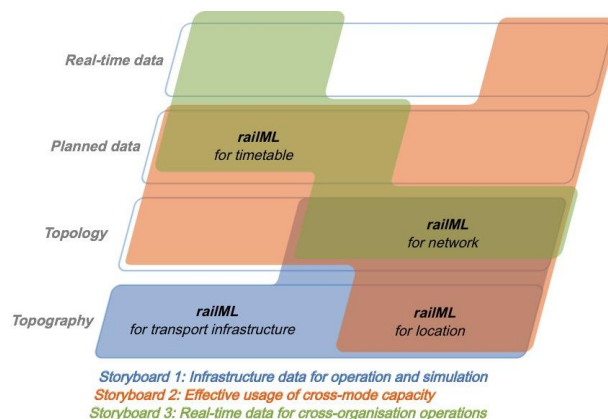 Real-time data
Planned data
railML
for timetable
Topology
railML
for network
Topography
railML
for transport infrastructure
railML
for location
Storyboard 1: Infrastructure data for operation and simulation
Storyboard 2: Effective usage of cross-mode capacity
Storyboard 3: Real-time data for cross-organisation operations